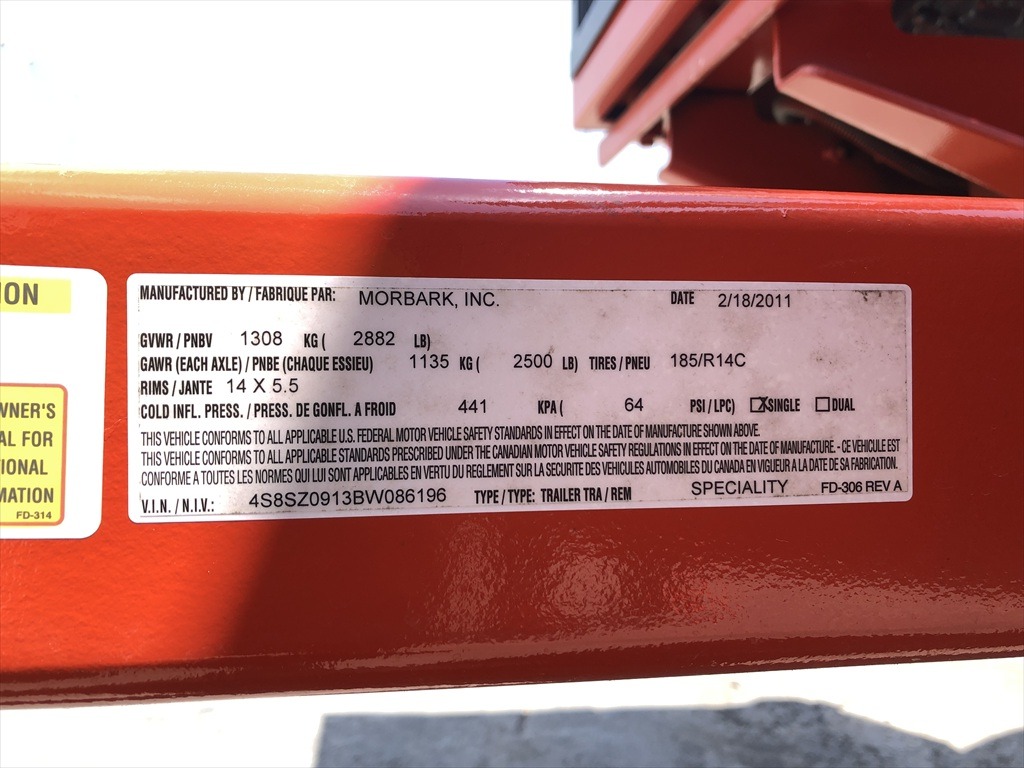 ION
WNER'S
AL FOR
TIONAL
MATION
FD-314
MANUFACTURED BY / FABRIQUE PAR: MORBARK, INC. DATE 2/18/2011
GVWR / PNBV 1308 KG ( 2882 LB)
GAWR (EACH AXLE) / PNBE (CHAQUE ESSIEU) 1135 KG ( 2500 LB) TIRES / PNEU 185/R14C
RIMS / JANTE 14 X 5.5
COLD INFL. PRESS. / PRESS. DE GONFL. A FROID 441 KPA ( 64 PSI / LPC) ☒SINGLE ☐DUAL
THIS VEHICLE CONFORMS TO ALL APPLICABLE U.S. FEDERAL MOTOR VEHICLE SAFETY STANDARDS IN EFFECT ON THE DATE OF MANUFACTURE SHOWN ABOVE.
THIS VEHICLE CONFORMS TO ALL APPLICABLE STANDARDS PRESCRIBED UNDER THE CANADIAN MOTOR VEHICLE SAFETY REGULATIONS IN EFFECT ON THE DATE OF MANUFACTURE. - CE VÉHICULE EST
CONFORME A TOUTES LES NORMES QUI LUI SONT APPLICABLES EN VERTU DU REGLEMENT SUR LA SECURITE DES VEHICULES AUTOMOBILES DU CANADA EN VIGUEUR A LA DATE DE SA FABRICATION.
V.I.N. / N.I.V.: 4S8SZ0913BW086196 TYPE / TYPE: TRAILER TRA / REM SPECIALITY FD-306 REV A